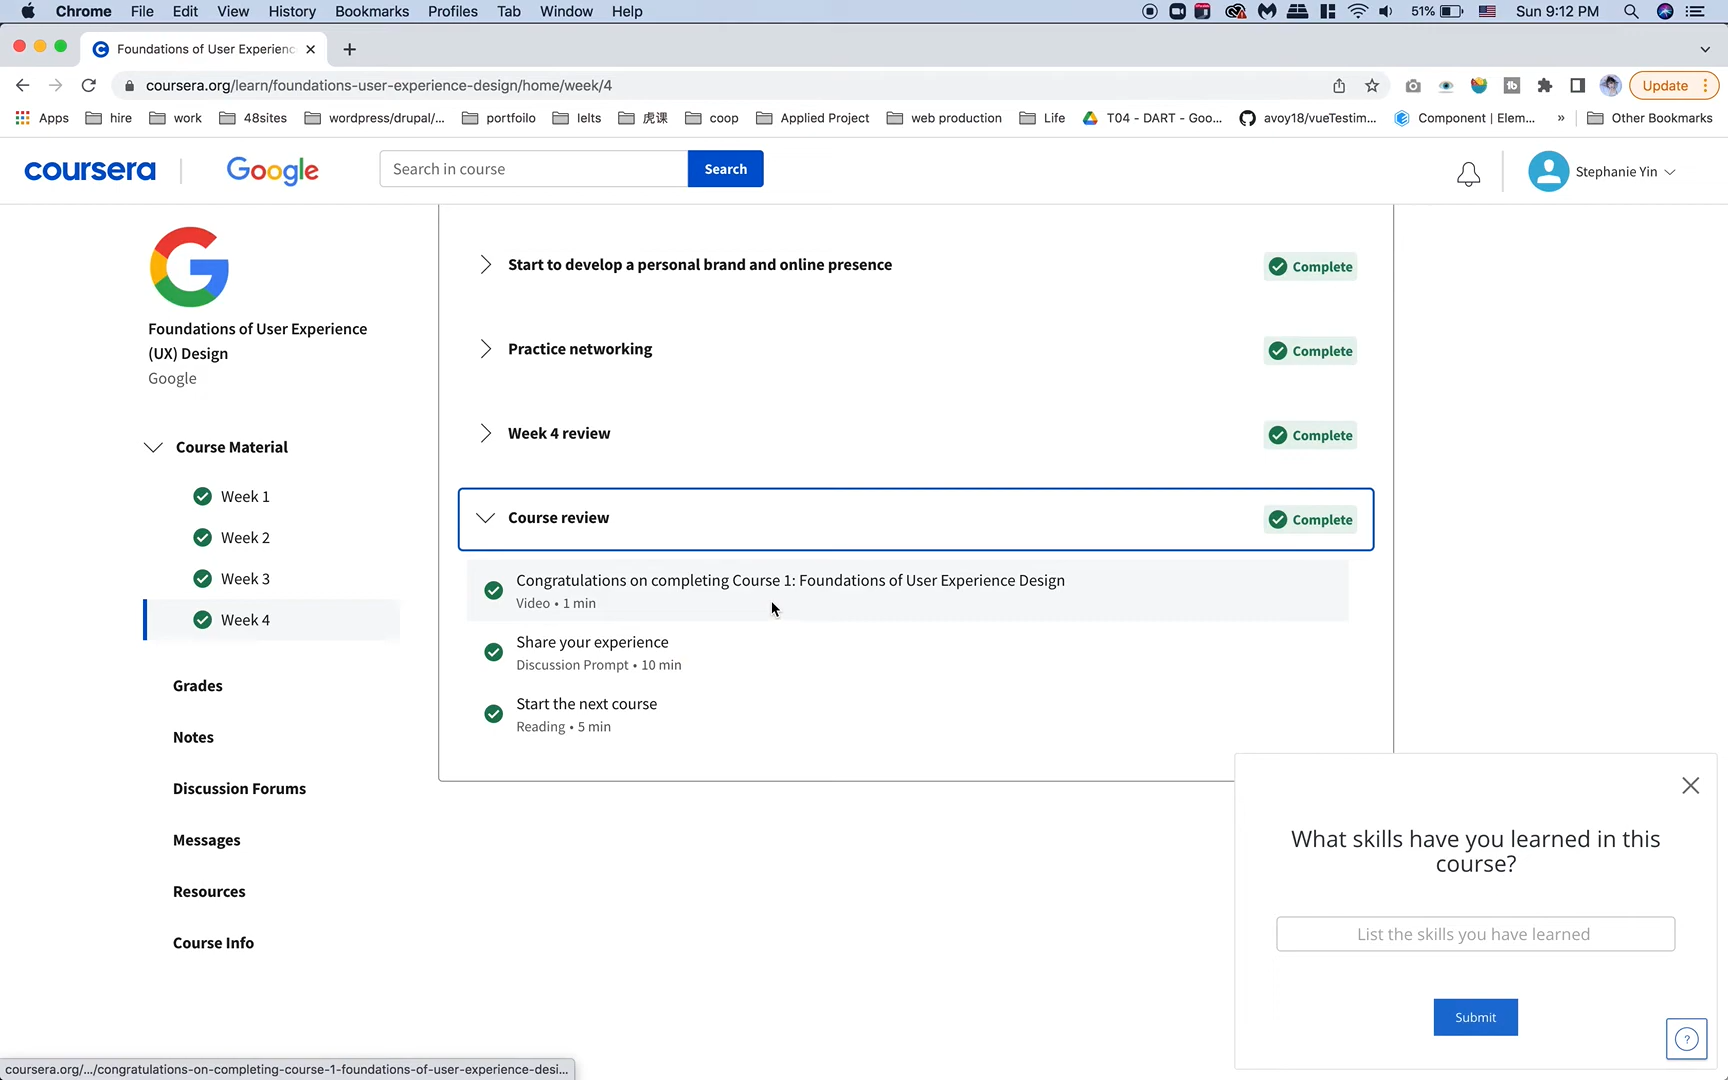 Chrome File Edit View History Bookmarks Profiles Tab Window Help 51% Sun 9:12 PM
Foundations of User Experienc
coursera.org/learn/foundations-user-experience-design/home/week/4 Update
Apps hire work 48sites wordpress/drupal/... portfoilo Ielts 虎课 coop Applied Project web production Life T04 - DART - Goo... avoy18/vueTestim... Component | Elem... » Other Bookmarks
coursera Google Search in course Search Stephanie Yin
Foundations of User Experience
(UX) Design
Google
Course Material
Week 1
Week 2
Week 3
Week 4
Grades
Notes
Discussion Forums
Messages
Resources
Course Info
Start to develop a personal brand and online presence Complete
Practice networking Complete
Week 4 review Complete
Course review Complete
Congratulations on completing Course 1: Foundations of User Experience Design
Video • 1 min
Share your experience
Discussion Prompt • 10 min
Start the next course
Reading • 5 min
What skills have you learned in this
course?
List the skills you have learned
Submit
?
coursera.org/.../congratulations-on-completing-course-1-foundations-of-user-experience-desi...